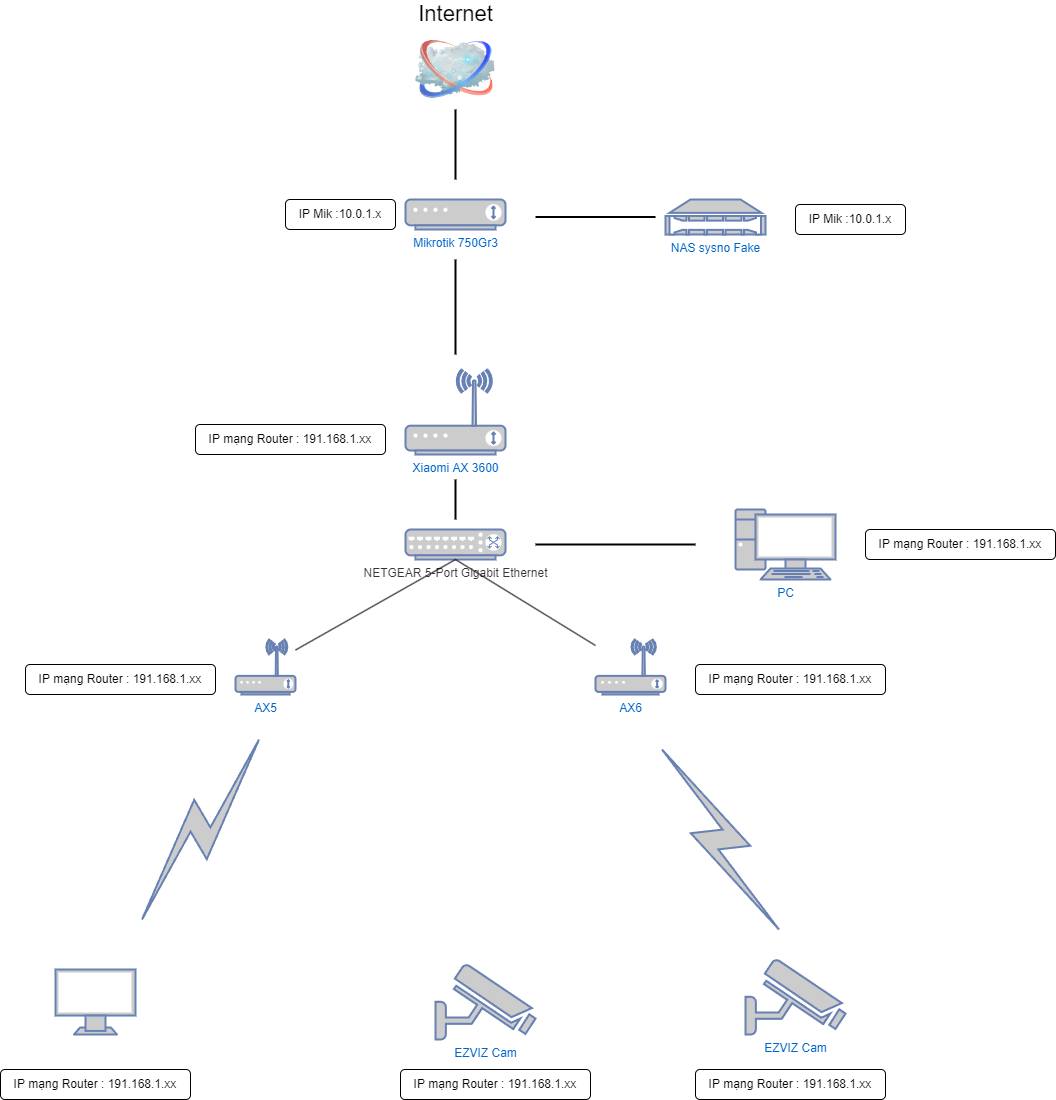 Internet
IP Mik :10.0.1.x
Mikrotik 750Gr3
NAS sysno Fake
IP Mik :10.0.1.x
IP mạng Router : 191.168.1.xx
Xiaomi AX 3600
NETGEAR 5-Port Gigabit Ethernet
PC
IP mạng Router : 191.168.1.xx
IP mạng Router : 191.168.1.xx
AX5
AX6
IP mạng Router : 191.168.1.xx
EZVIZ Cam
EZVIZ Cam
IP mạng Router : 191.168.1.xx
IP mạng Router : 191.168.1.xx
IP mạng Router : 191.168.1.xx